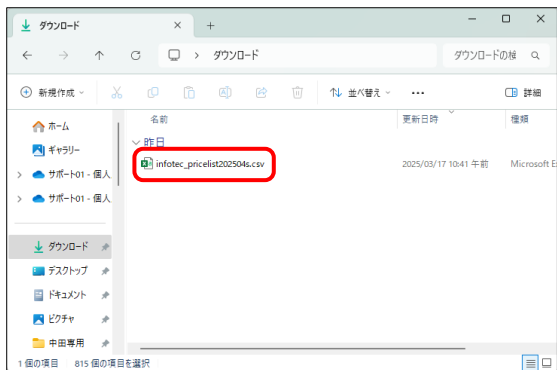 ダウンロード
ダウンロード
ダウンロードの検
新規作成
並べ替え
詳細
名前
更新日時
種類
ホーム
ギャラリー
サポート01 - 個人
サポート01 - 個人
昨日
infotec_pricelist202504s.csv
2025/03/17 10:41 午前
Microsoft E
ダウンロード
デスクトップ
ドキュメント
ピクチャ
中田専用
1 個の項目
815 個の項目を選択